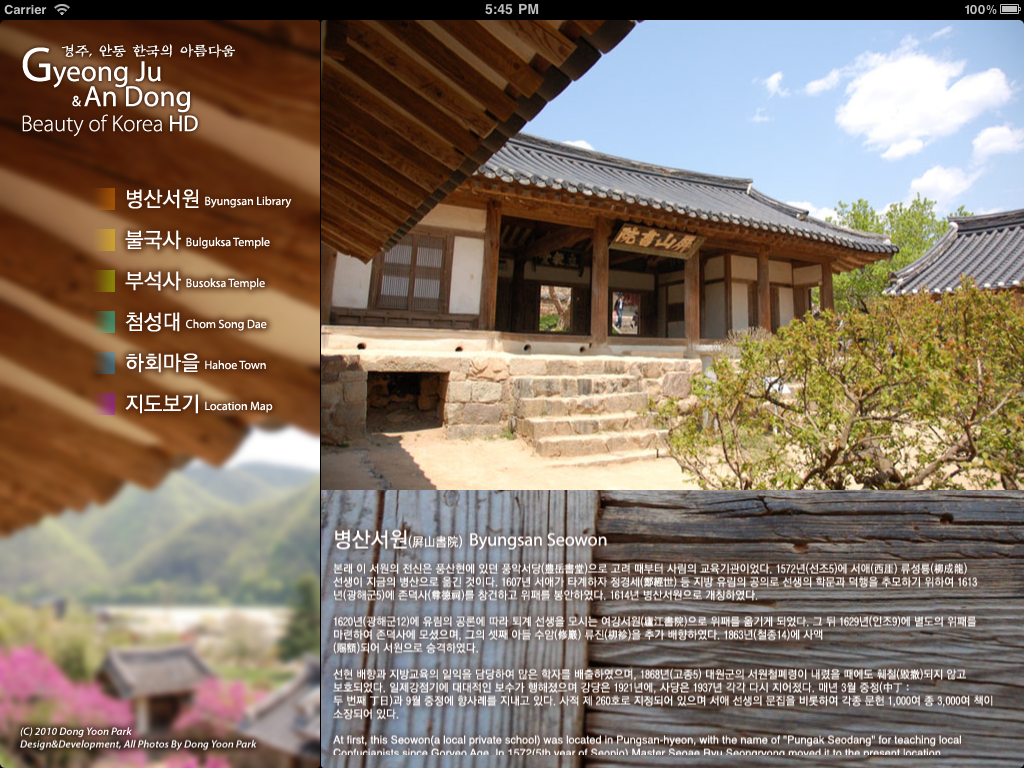 Carrier
5:45 PM
100%
경주, 안동 한국의 아름다움
Gyeong Ju
& An Dong
Beauty of Korea HD
병산서원 Byungsan Library
불국사 Bulguksa Temple
부석사 Busoksa Temple
첨성대 Chom Song Dae
하회마을 Hahoe Town
지도보기 Location Map
(C) 2010 Dong Yoon Park
Design&Development, All Photos By Dong Yoon Park
屏山書院
병산서원(屏山書院) Byungsan Seowon
본래 이 서원의 전신은 풍산현에 있던 풍악서당(豊岳書堂)으로 고려 때부터 사림의 교육기관이었다. 1572년(선조5)에 서애(西厓) 류성룡(柳成龍)
선생이 지금의 병산으로 옮긴 것이다. 1607년 서애가 타계하자 정경세(鄭經世) 등 지방 유림의 공의로 선생의 학문과 덕행을 추모하기 위하여 1613
년(광해군5)에 존덕사(尊德祠)를 창건하고 위패를 봉안하였다. 1614년 병산서원으로 개칭하였다.
1620년(광해군12)에 유림의 공론에 따라 퇴계 선생을 모시는 여강서원(廬江書院)으로 위패를 옮기게 되었다. 그 뒤 1629년(인조9)에 별도의 위패를
마련하여 존덕사에 모셨으며, 그의 셋째 아들 수암(修巖) 류진(柳袗)을 추가 배향하였다. 1863년(철종14)에 사액
(賜額)되어 서원으로 승격하였다.
선현 배향과 지방교육의 일익을 담당하여 많은 학자를 배출하였으며, 1868년(고종5) 대원군의 서원철폐령이 내렸을 때에도 훼철(毁撤)되지 않고
보호되었다. 일제강점기에 대대적인 보수가 행해졌으며 강당은 1921년에, 사당은 1937년 각각 다시 지어졌다. 매년 3월 중정(中丁 :
두 번째 丁日)과 9월 중정에 향사례를 지내고 있다. 사적 제 260호로 지정되어 있으며 서애 선생의 문집을 비롯하여 각종 문헌 1,000여 종 3,000여 책이
소장되어 있다.
At first, this Seowon(a local private school) was located in Pungsan-hyeon, with the name of "Pungak Seodang" for teaching local
Confucianists since Goryeo Age. In 1572(5th year of Seonjo) Master Seoae Ryu Seongryong moved it to the present location